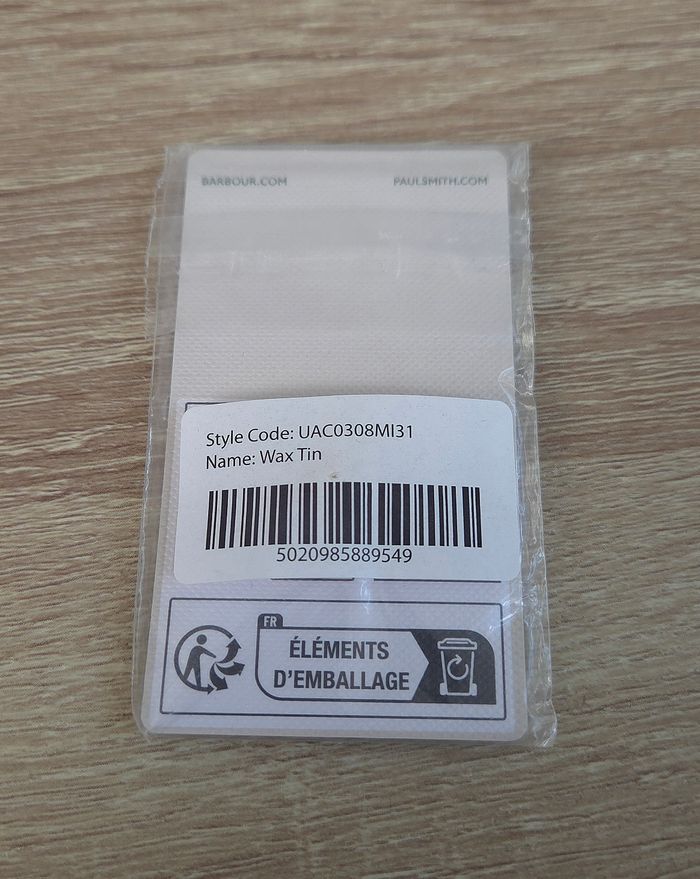 BARBOUR.COM PAULSMITH.COM
Style Code: UAC0308MI31
Name: Wax Tin
5020985889549
FR
ÉLÉMENTS
D'EMBALLAGE